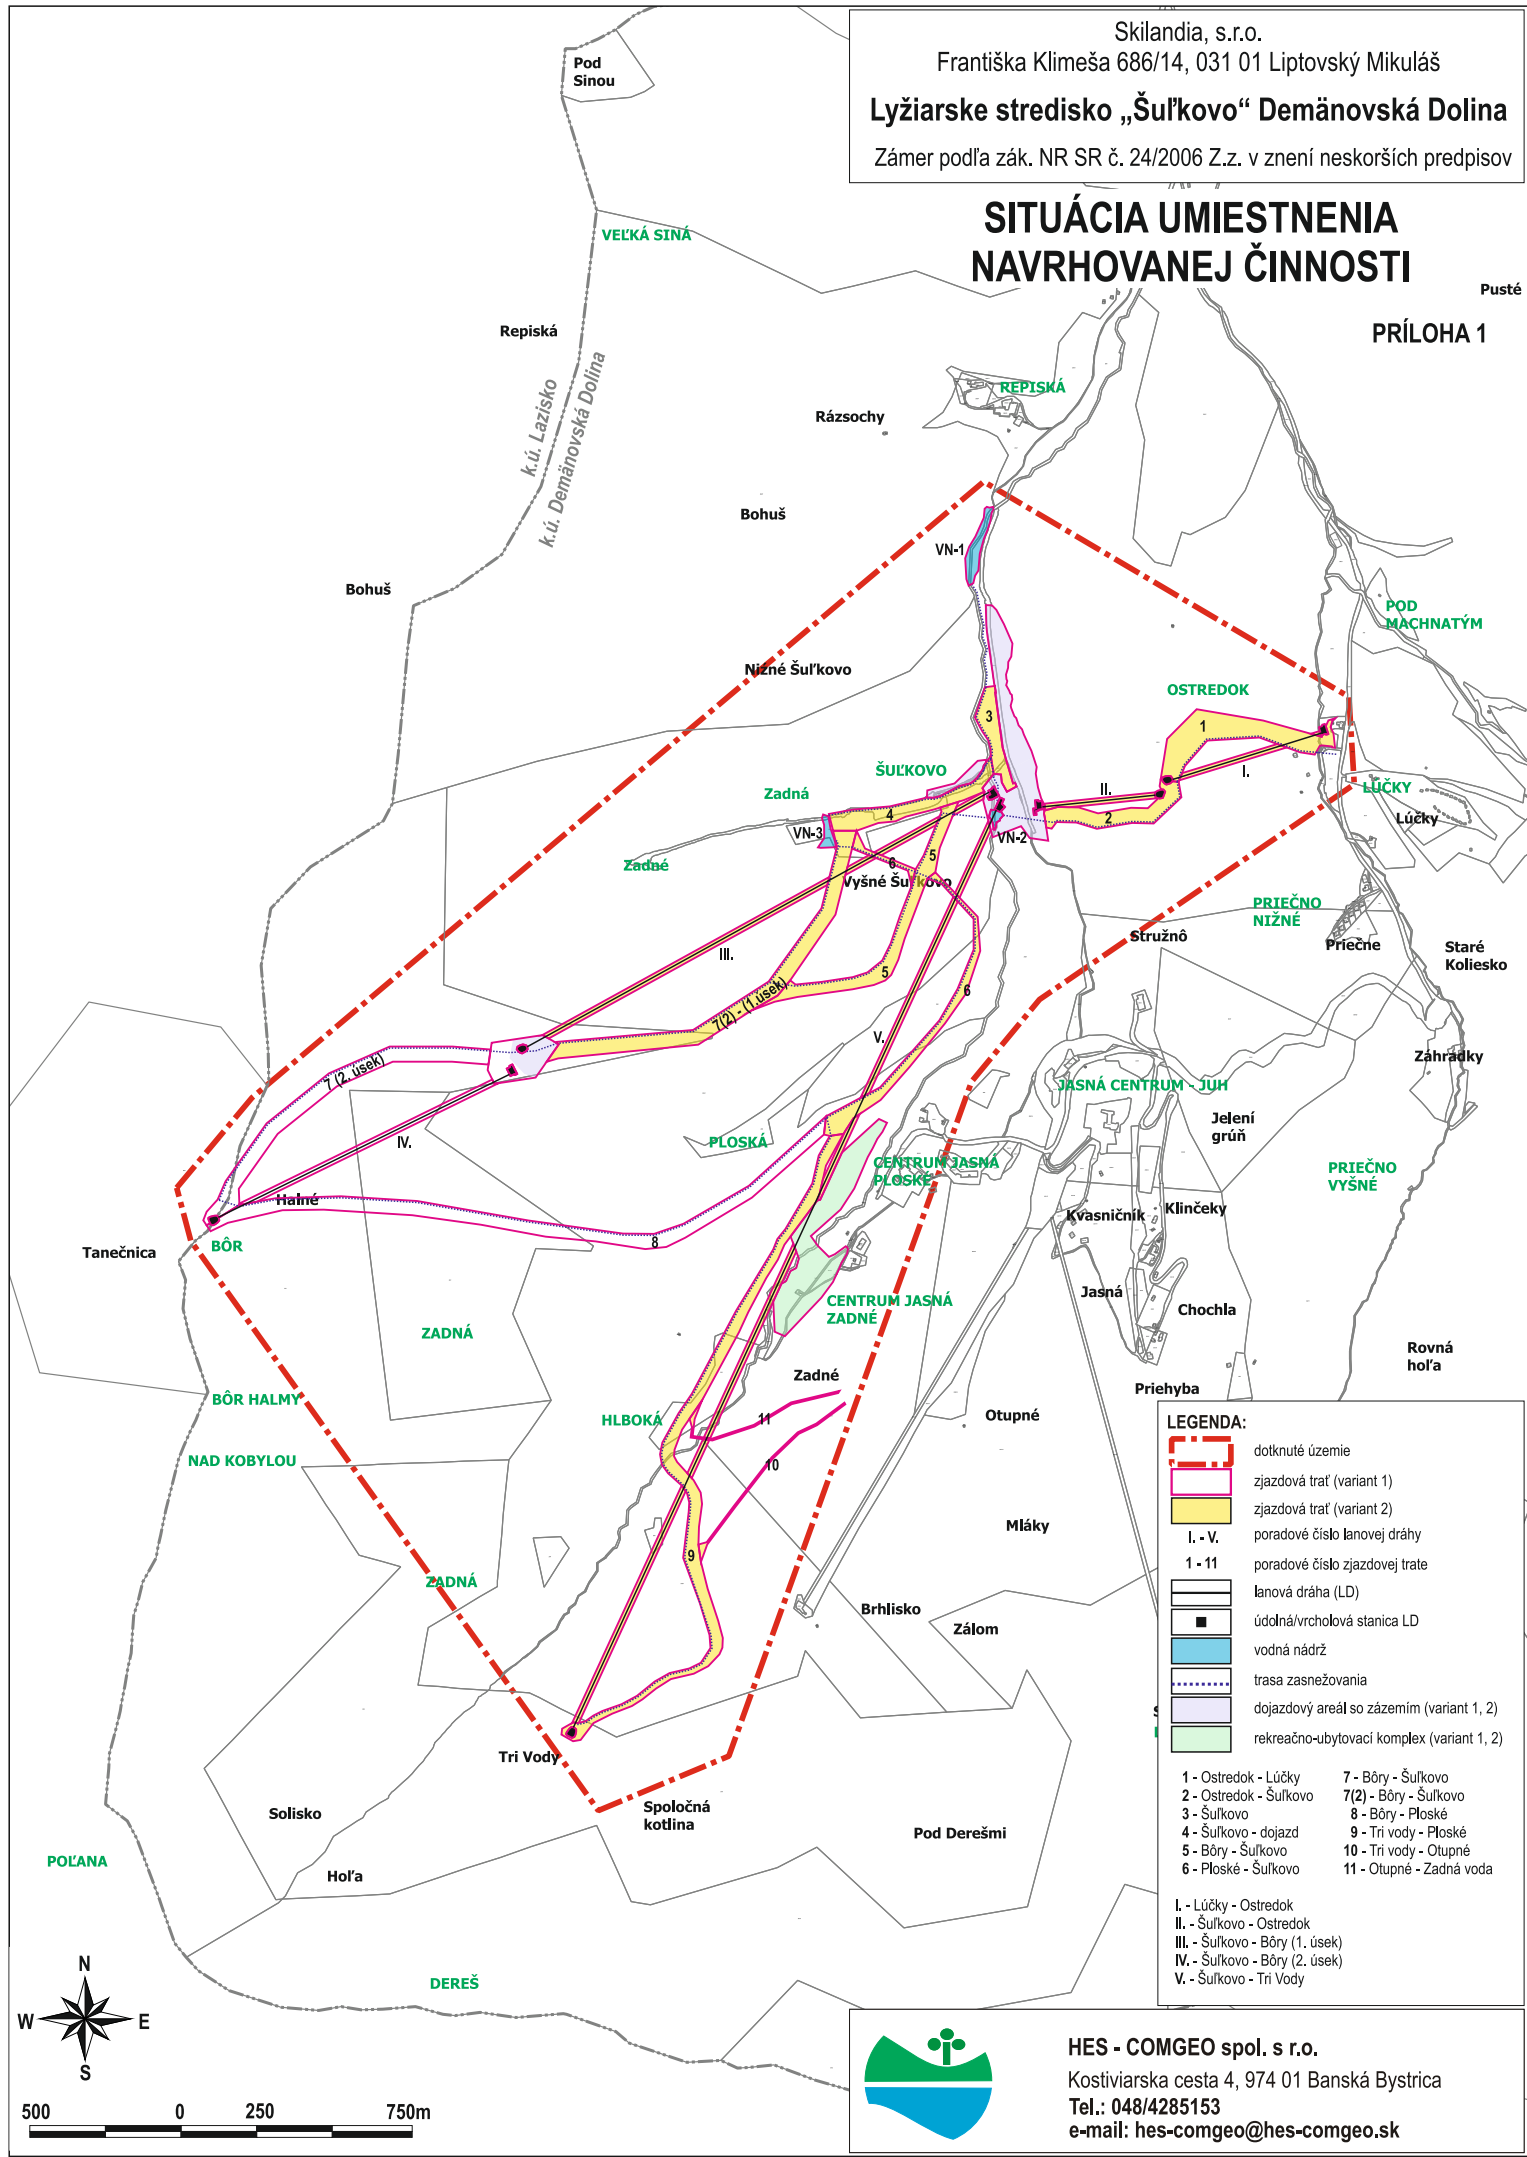 Skilandia, s.r.o.
Františka Klimeša 686/14, 031 01 Liptovský Mikuláš
Lyžiarske stredisko „Šuľkovo“ Demänovská Dolina
Zámer podľa zák. NR SR č. 24/2006 Z.z. v znení neskorších predpisov
SITUÁCIA UMIESTNENIA
NAVRHOVANEJ ČINNOSTI
PRÍLOHA 1
Pod
Sinou
VEĽKÁ SINÁ
Pusté
Repiská
k.ú. Lazisko
k.ú. Demänovská Dolina
REPISKÁ
Rázsochy
Bohuš
VN-1
Bohuš
POD
MACHNATÝM
Nižné Šuľkovo
OSTREDOK
3
1
ŠUĽKOVO
I.
Zadná
II.
LÚČKY
4
2
Lúčky
VN-3
VN-2
Zadné
6
5
Vyšné Šuľkovo
PRIEČNO
NIŽNÉ
Stružnô
Priečne
Staré
Koliesko
III.
5
6
7(2) - (1.úsek)
V.
7 (2. úsek)
Záhradky
JASNÁ CENTRUM - JUH
Jelení
grúň
IV.
PLOSKÁ
CENTRUM JASNÁ
PLOSKÉ
PRIEČNO
VYŠNÉ
Halné
Kvasničník
Klinčeky
BÔR
8
Tanečnica
Jasná
CENTRUM JASNÁ
ZADNÉ
Chochla
ZADNÁ
Rovná
hoľa
Zadné
Priehyba
BÔR HALMY
HLBOKÁ
11
Otupné
NAD KOBYLOU
10
Mláky
9
ZADNÁ
Brhlisko
Zálom
Tri Vody
Spoločná
kotlina
Solisko
Pod Derešmi
POĽANA
Hoľa
DEREŠ
LEGENDA:
dotknuté územie
zjazdová trať (variant 1)
zjazdová trať (variant 2)
I. - V. poradové číslo lanovej dráhy
1 - 11 poradové číslo zjazdovej trate
lanová dráha (LD)
údolná/vrcholová stanica LD
vodná nádrž
trasa zasnežovania
dojazdový areál so zázemím (variant 1, 2)
rekreačno-ubytovací komplex (variant 1, 2)
1 - Ostredok - Lúčky
2 - Ostredok - Šuľkovo
3 - Šuľkovo
4 - Šuľkovo - dojazd
5 - Bôry - Šuľkovo
6 - Ploské - Šuľkovo
7 - Bôry - Šuľkovo
7(2) - Bôry - Šuľkovo
8 - Bôry - Ploské
9 - Tri vody - Ploské
10 - Tri vody - Otupné
11 - Otupné - Zadná voda
I. - Lúčky - Ostredok
II. - Šuľkovo - Ostredok
III. - Šuľkovo - Bôry (1. úsek)
IV. - Šuľkovo - Bôry (2. úsek)
V. - Šuľkovo - Tri Vody
N
W
E
S
500 0 250 750m
HES - COMGEO spol. s r.o.
Kostiviarska cesta 4, 974 01 Banská Bystrica
Tel.: 048/4285153
e-mail: hes-comgeo@hes-comgeo.sk